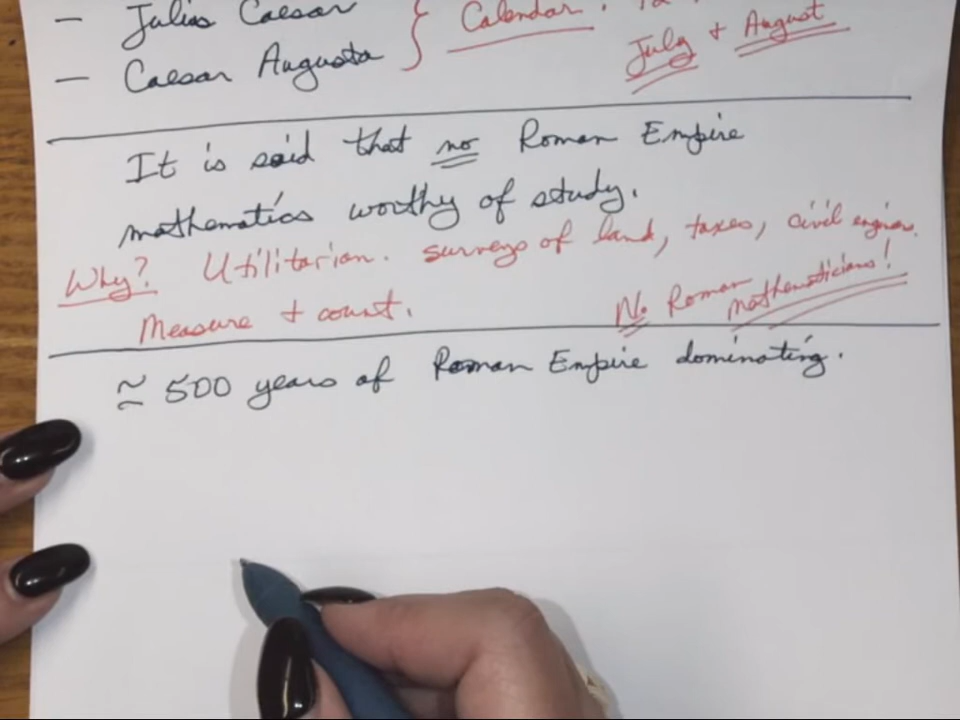 — Julius Caesar } Calendar.
— Caesar Augusta July + August
It is said that no Roman Empire
mathematics worthy of study.
Why? Utilitarian. surveys of land, taxes, civil engineer.
Measure + count. No Roman mathematicians!
≃ 500 years of Roman Empire dominating.